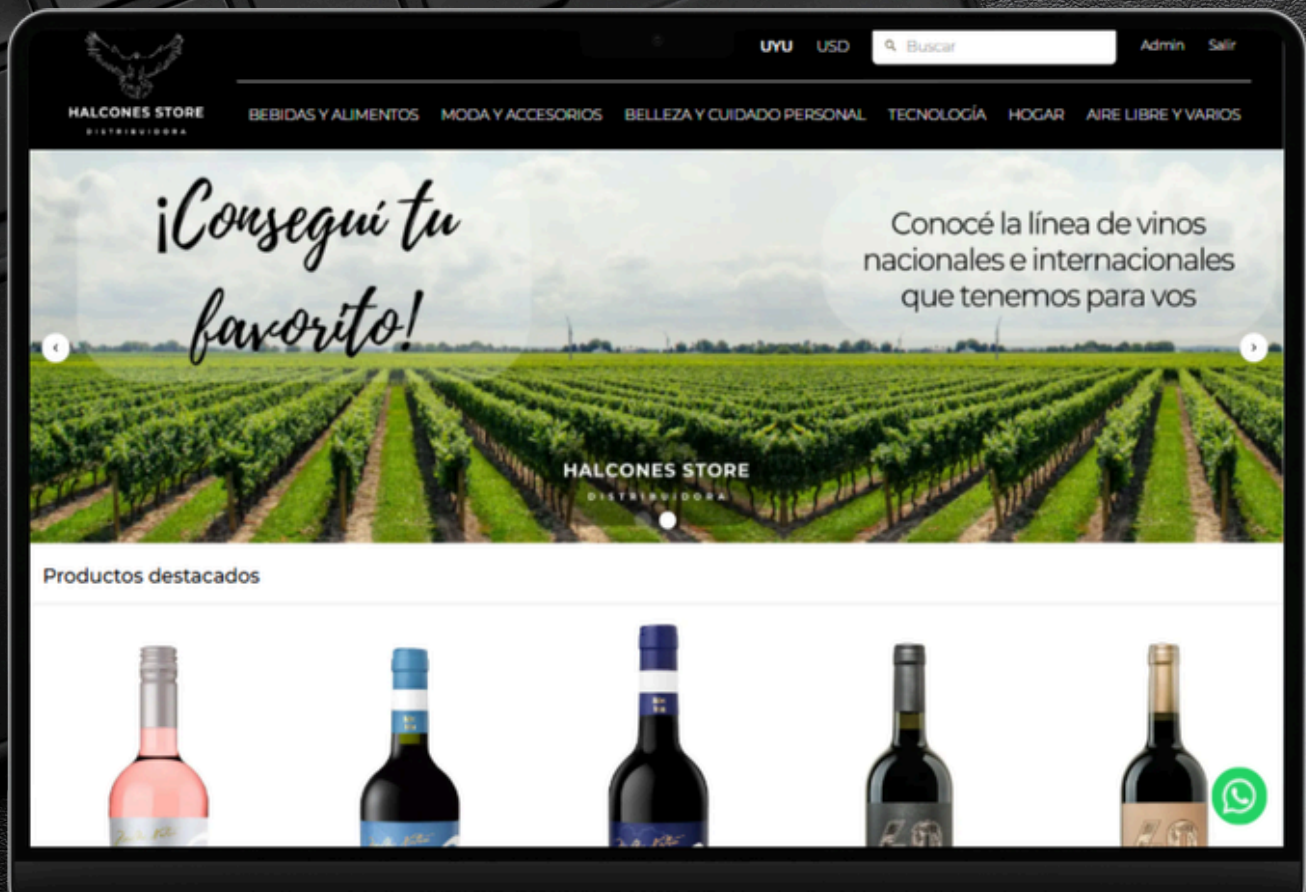 UYU USD Buscar Admin Salir
HALCONES STORE
DISTRIBUIDORA
BEBIDAS Y ALIMENTOS MODA Y ACCESORIOS BELLEZA Y CUIDADO PERSONAL TECNOLOGÍA HOGAR AIRE LIBRE Y VARIOS
¡Conseguí tu
favorito!
Conocé la línea de vinos
nacionales e internacionales
que tenemos para vos
HALCONES STORE
DISTRIBUIDORA
Productos destacados